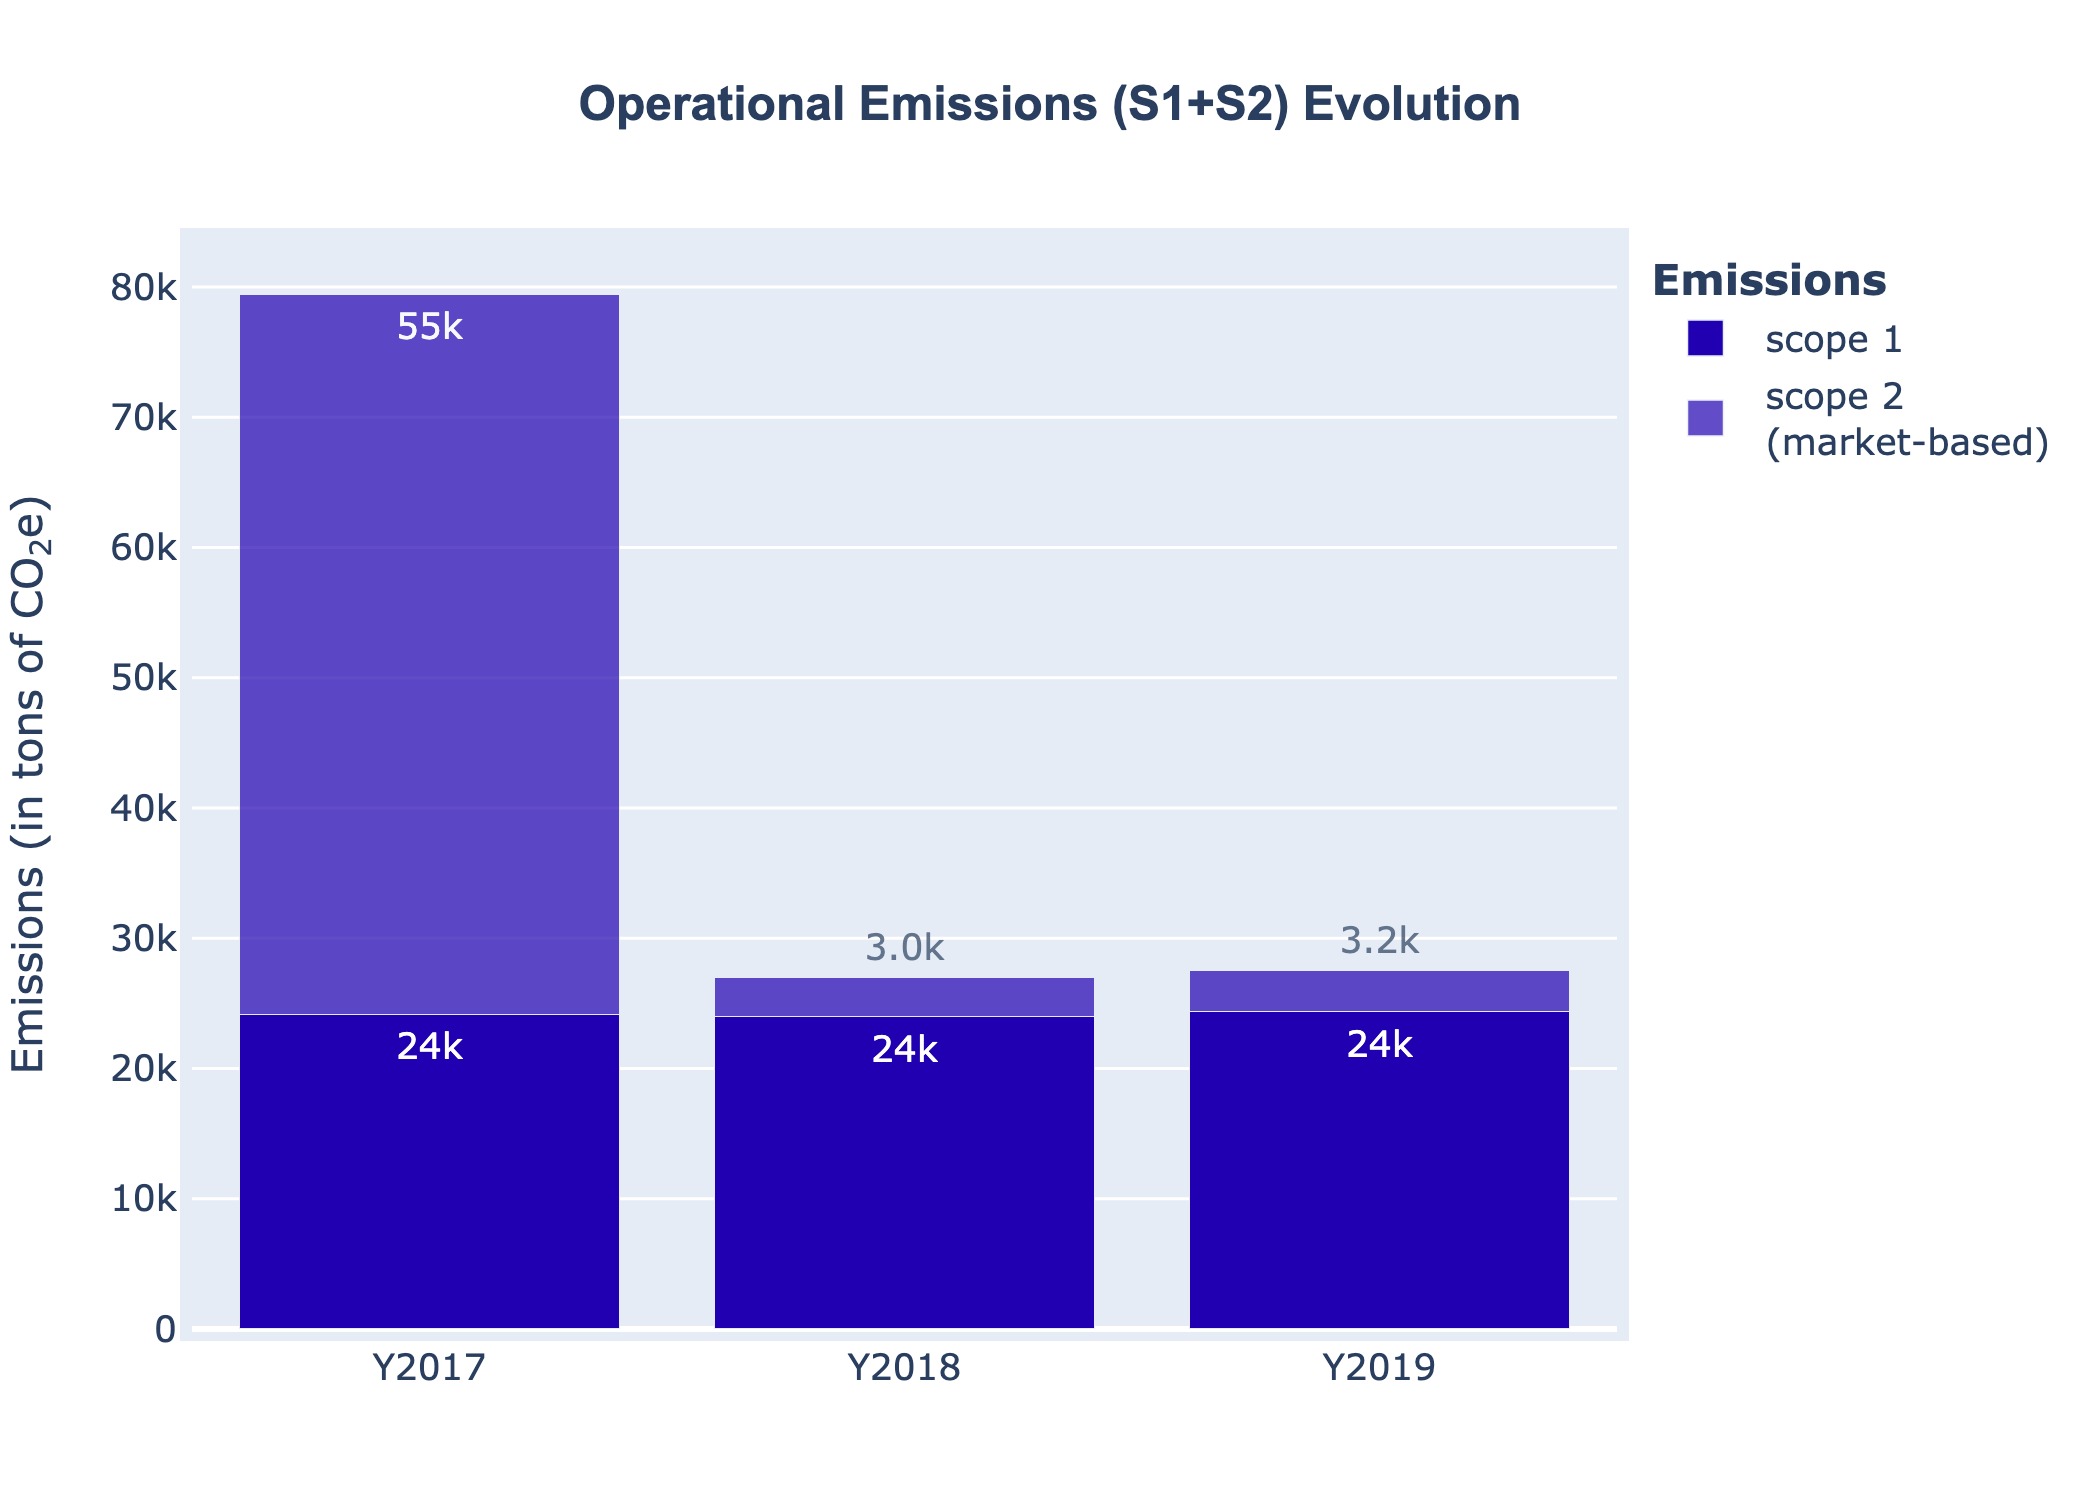 Operational Emissions (S1+S2) Evolution
Emissions (in tons of CO₂e)
80k
70k
60k
50k
40k
30k
20k
10k
0
55k
24k
3.0k
24k
3.2k
24k
Y2017
Y2018
Y2019
Emissions
scope 1
scope 2
(market-based)